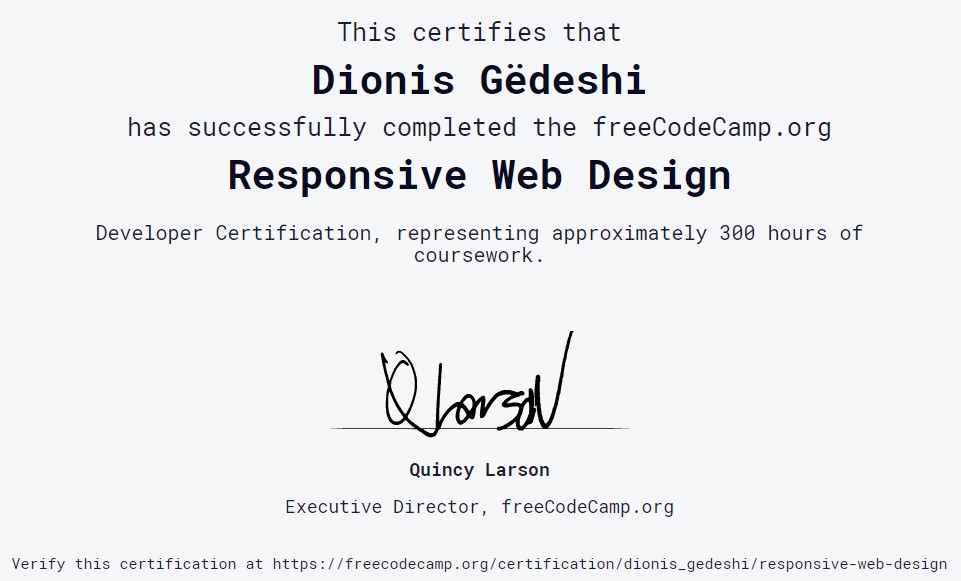 This certifies that
Dionis Gëdeshi
has successfully completed the freeCodeCamp.org
Responsive Web Design
Developer Certification, representing approximately 300 hours of
coursework.
Q Larson
Quincy Larson
Executive Director, freeCodeCamp.org
Verify this certification at https://freecodecamp.org/certification/dionis_gedeshi/responsive-web-design